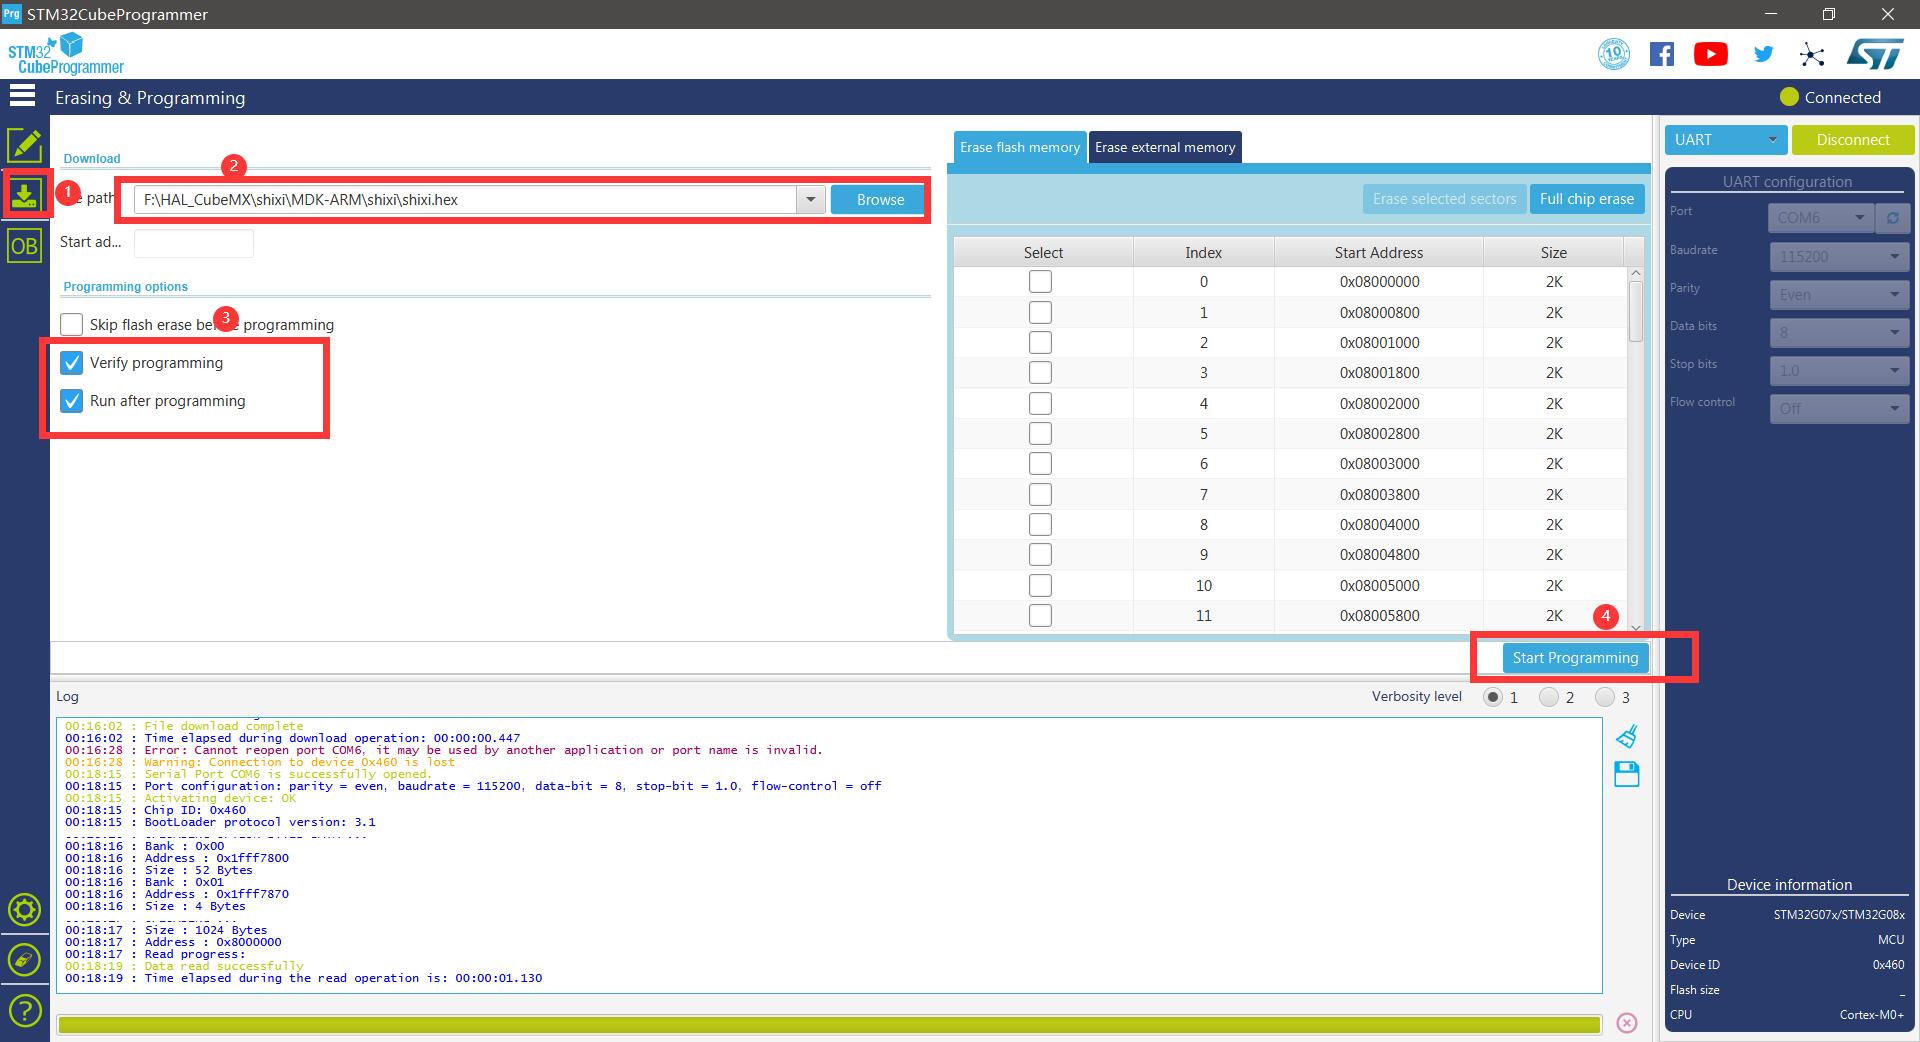 Prg STM32CubeProgrammer
STM32
CubeProgrammer
10
Erasing & Programming
Connected
Download
2
1
path
F:\HAL_CubeMX\shixi\MDK-ARM\shixi\shixi.hex
Browse
Start ad...
OB
Programming options
3
Skip flash erase programming
Verify programming
Run after programming
Erase flash memory
Erase external memory
Erase selected sectors
Full chip erase
Select Index Start Address Size
0 0x08000000 2K
1 0x08000800 2K
2 0x08001000 2K
3 0x08001800 2K
4 0x08002000 2K
5 0x08002800 2K
6 0x08003000 2K
7 0x08003800 2K
8 0x08004000 2K
9 0x08004800 2K
10 0x08005000 2K
11 0x08005800 2K
4
Start Programming
UART
Disconnect
UART configuration
Port COM6
Baudrate 115200
Parity Even
Data bits 8
Stop bits 1.0
Flow control Off
Log
Verbosity level 1 2 3
00:16:02 : File download complete
00:16:02 : Time elapsed during download operation: 00:00:00.447
00:16:28 : Error: Cannot reopen port COM6, it may be used by another application or port name is invalid.
00:16:28 : Warning: Connection to device 0x460 is lost
00:18:15 : Serial Port COM6 is successfully opened.
00:18:15 : Port configuration: parity = even, baudrate = 115200, data-bit = 8, stop-bit = 1.0, flow-control = off
00:18:15 : Activating device: OK
00:18:15 : Chip ID: 0x460
00:18:15 : BootLoader protocol version: 3.1
00:18:16 : Bank : 0x00
00:18:16 : Address : 0x1fff7800
00:18:16 : Size : 52 Bytes
00:18:16 : Bank : 0x01
00:18:16 : Address : 0x1fff7870
00:18:16 : Size : 4 Bytes
00:18:17 : Size : 1024 Bytes
00:18:17 : Address : 0x8000000
00:18:17 : Read progress:
00:18:19 : Data read successfully
00:18:19 : Time elapsed during the read operation is: 00:00:01.130
Device information
Device STM32G07x/STM32G08x
Type MCU
Device ID 0x460
Flash size _
CPU Cortex-M0+